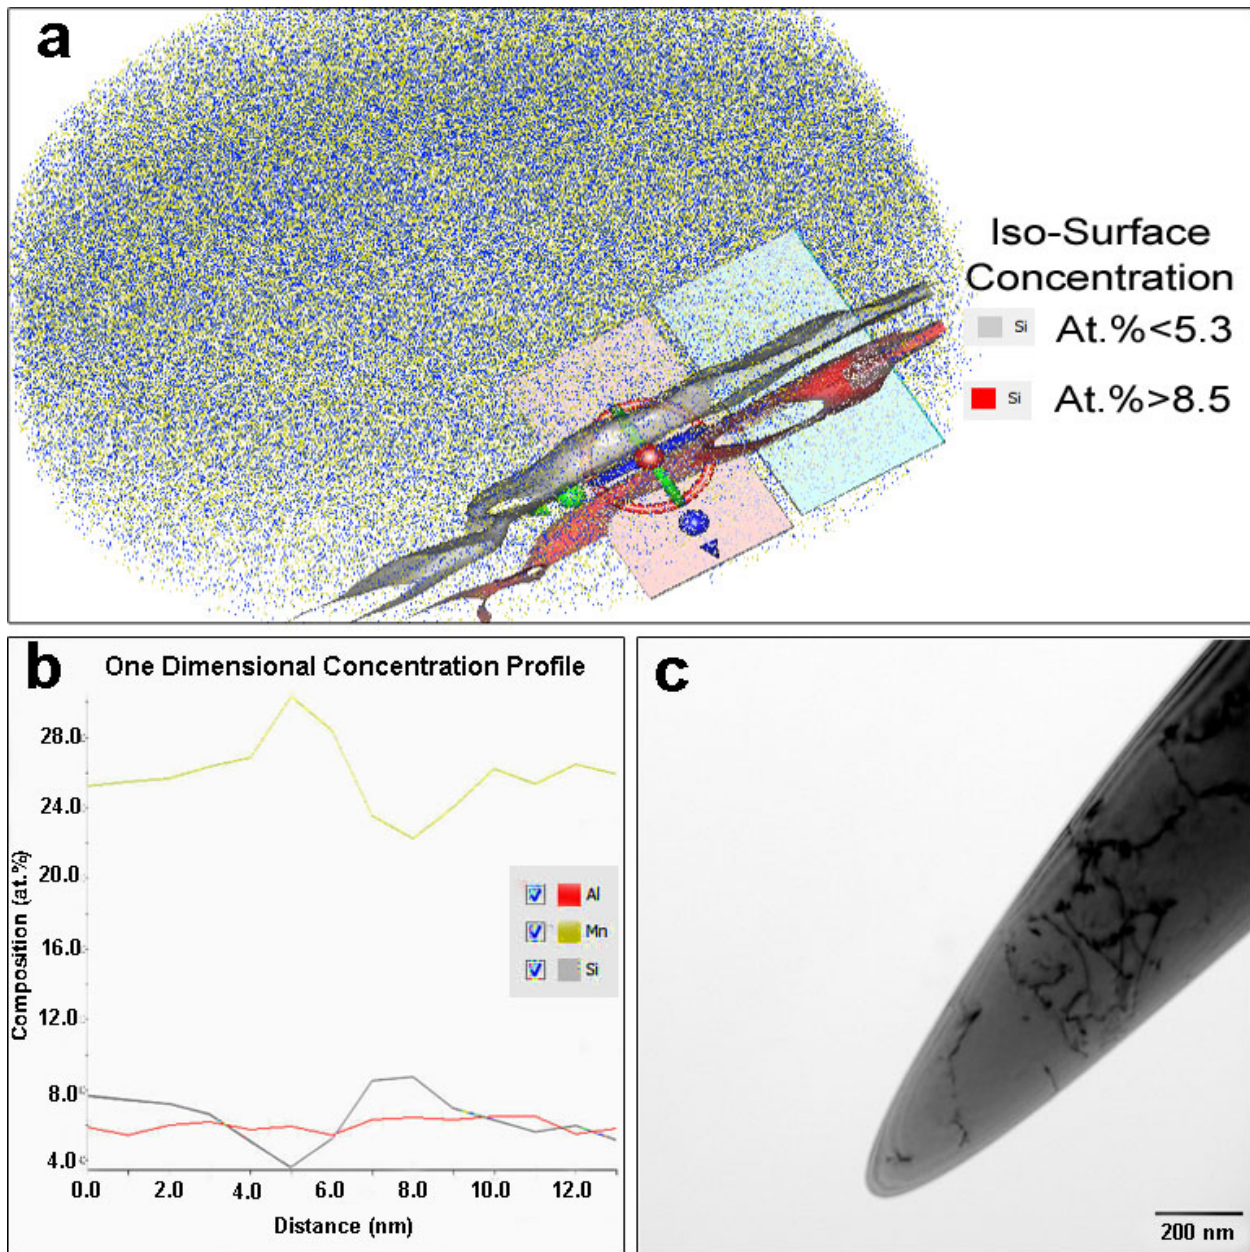 a
Iso-Surface
Concentration
Si At.%<5.3
Si At.%>8.5
b
One Dimensional Concentration Profile
28.0
24.0
20.0
16.0
12.0
8.0
4.0
Composition (at.%)
Al
Mn
Si
0.0 2.0 4.0 6.0 8.0 10.0 12.0
Distance (nm)
c
200 nm